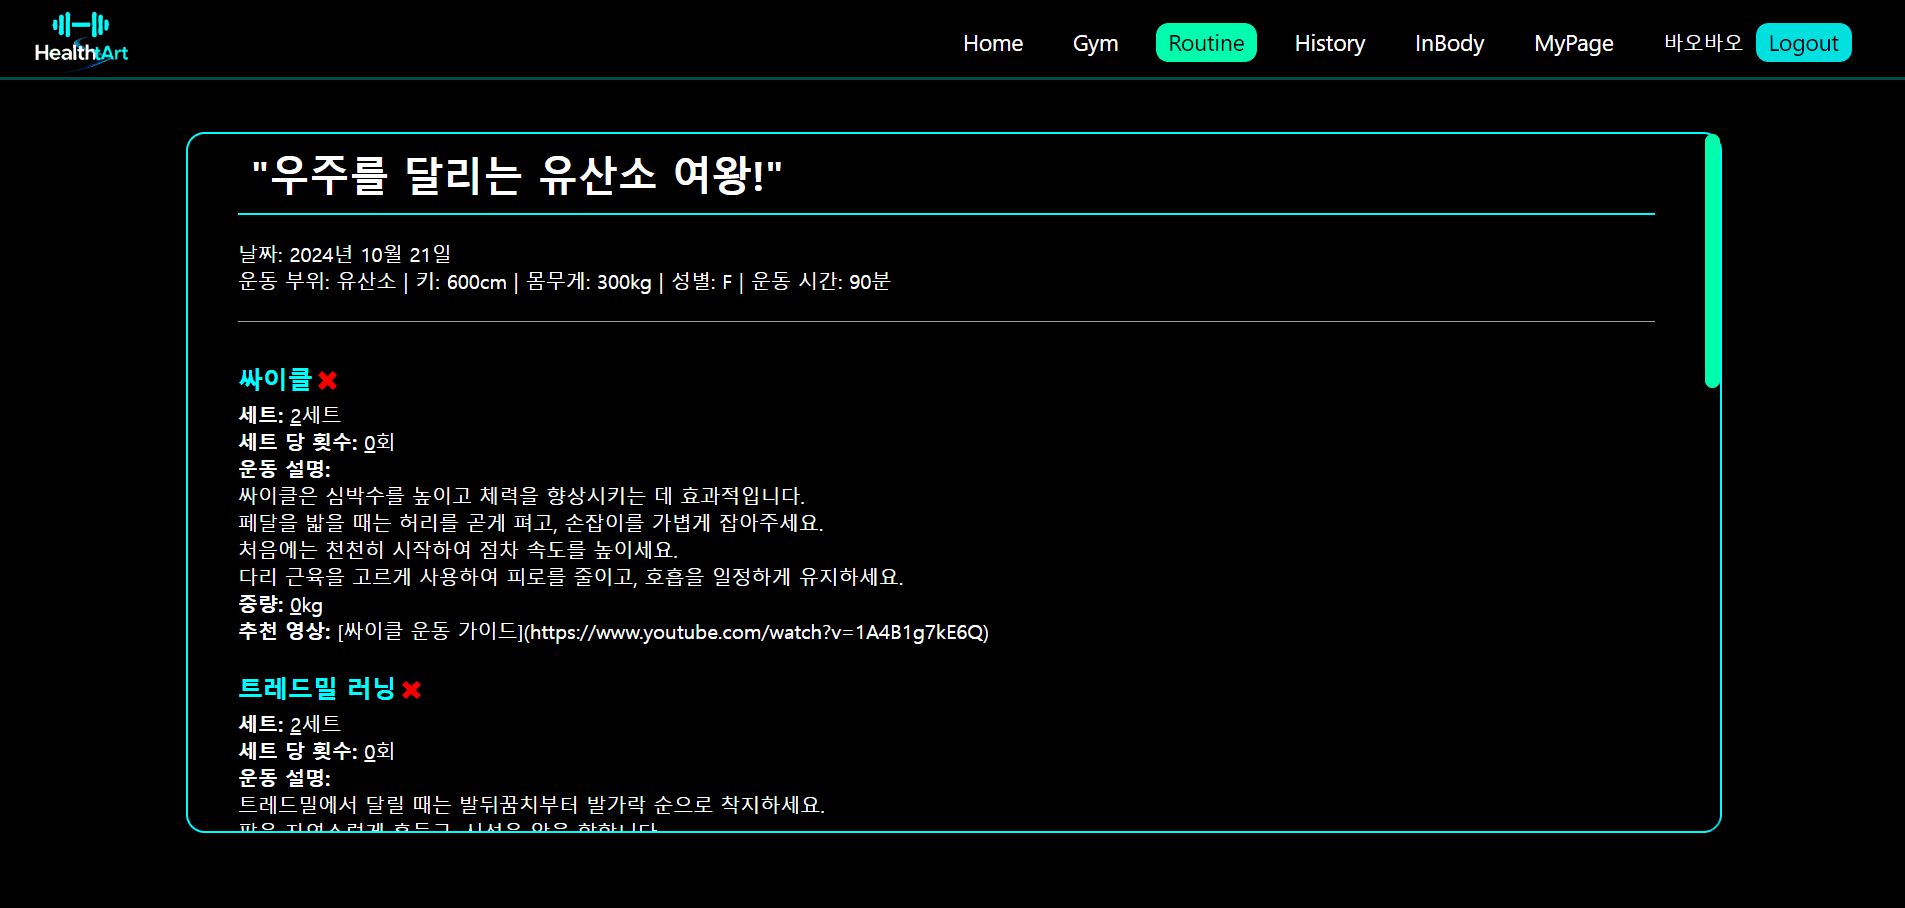 HealthtArt
Home Gym Routine History InBody MyPage 바오바오 Logout
"우주를 달리는 유산소 여왕!"
날짜: 2024년 10월 21일
운동 부위: 유산소 | 키: 600cm | 몸무게: 300kg | 성별: F | 운동 시간: 90분
싸이클
세트: 2세트
세트 당 횟수: 0회
운동 설명:
싸이클은 심박수를 높이고 체력을 향상시키는 데 효과적입니다.
페달을 밟을 때는 허리를 곧게 펴고, 손잡이를 가볍게 잡아주세요.
처음에는 천천히 시작하여 점차 속도를 높이세요.
다리 근육을 고르게 사용하여 피로를 줄이고, 호흡을 일정하게 유지하세요.
중량: 0kg
추천 영상: [싸이클 운동 가이드](https://www.youtube.com/watch?v=1A4B1g7kE6Q)
트레드밀 러닝
세트: 2세트
세트 당 횟수: 0회
운동 설명:
트레드밀에서 달릴 때는 발뒤꿈치부터 발가락 순으로 착지하세요.